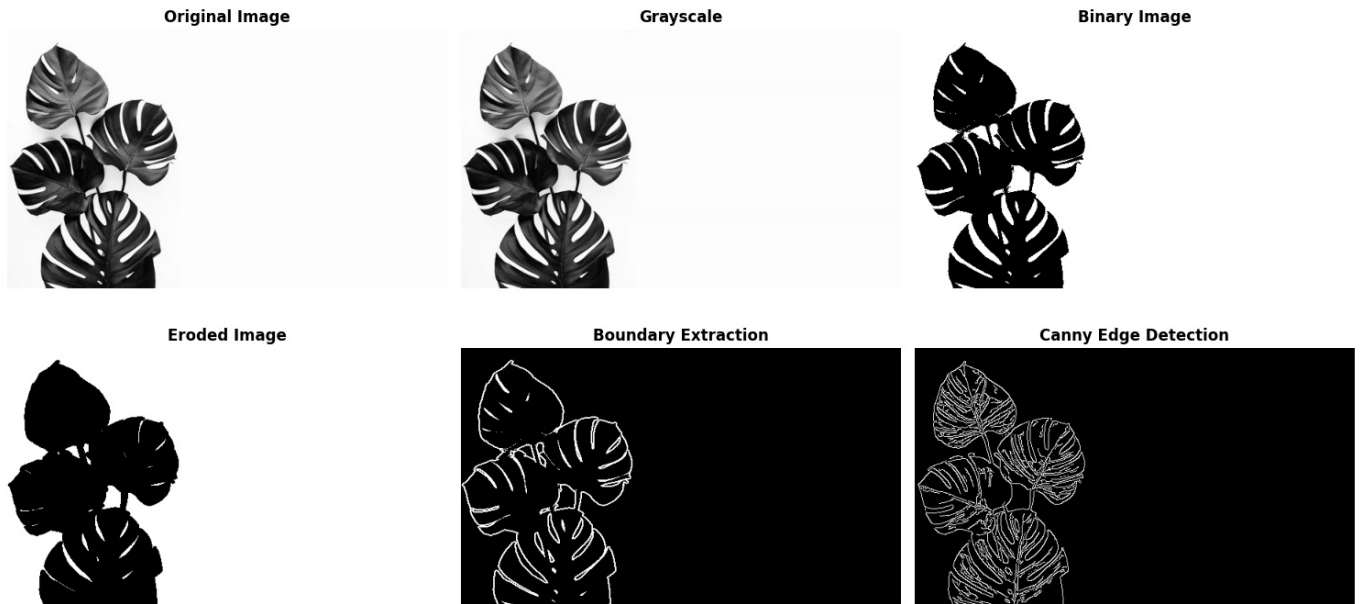 Original Image
Grayscale
Binary Image
Eroded Image
Boundary Extraction
Canny Edge Detection